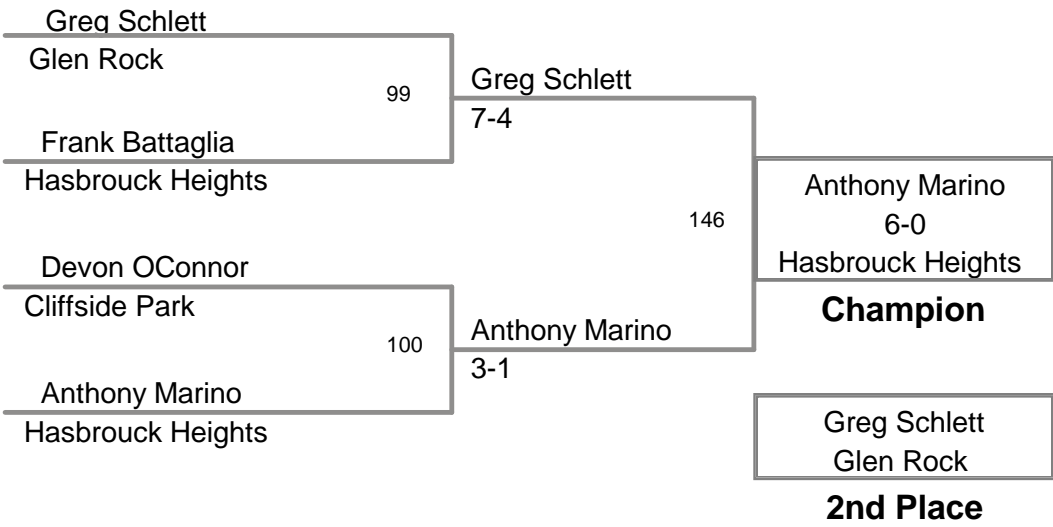 Greg Schlett
Glen Rock
99
Greg Schlett
7-4
Frank Battaglia
Hasbrouck Heights
146
Anthony Marino
6-0
Hasbrouck Heights
Champion
Devon OConnor
Cliffside Park
100
Anthony Marino
3-1
Anthony Marino
Hasbrouck Heights
Greg Schlett
Glen Rock
2nd Place